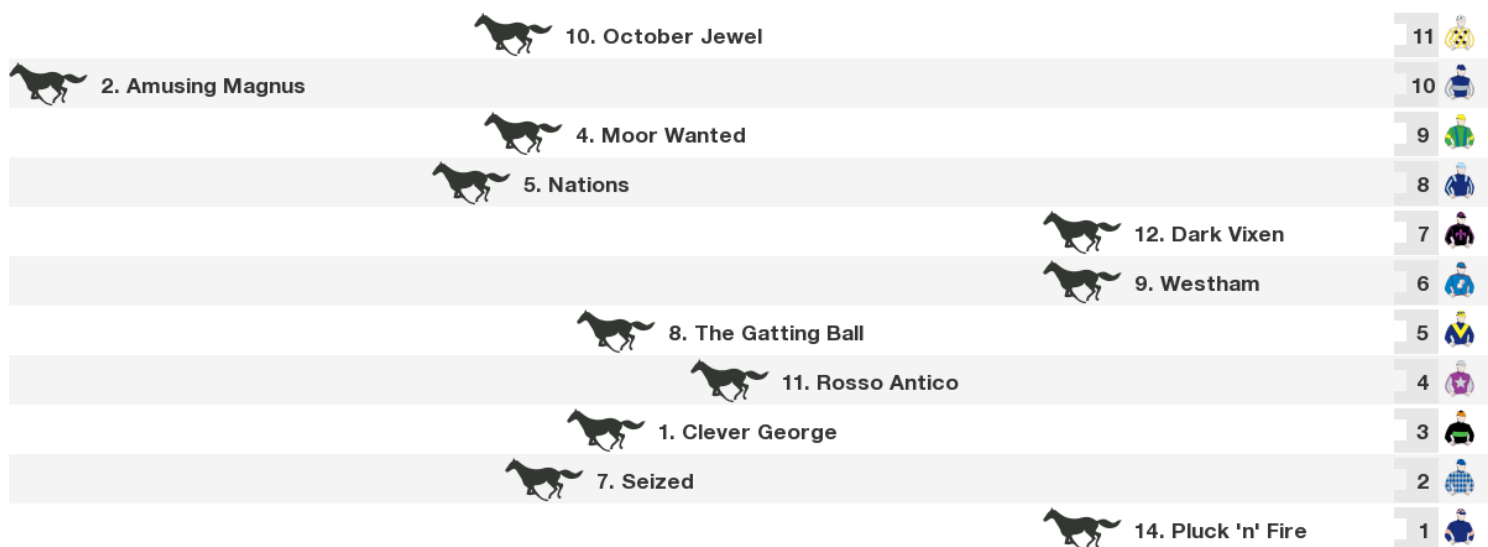 10. October Jewel 11
2. Amusing Magnus 10
4. Moor Wanted 9
5. Nations 8
12. Dark Vixen 7
9. Westham 6
8. The Gatting Ball 5
11. Rosso Antico 4
1. Clever George 3
7. Seized 2
14. Pluck 'n' Fire 1